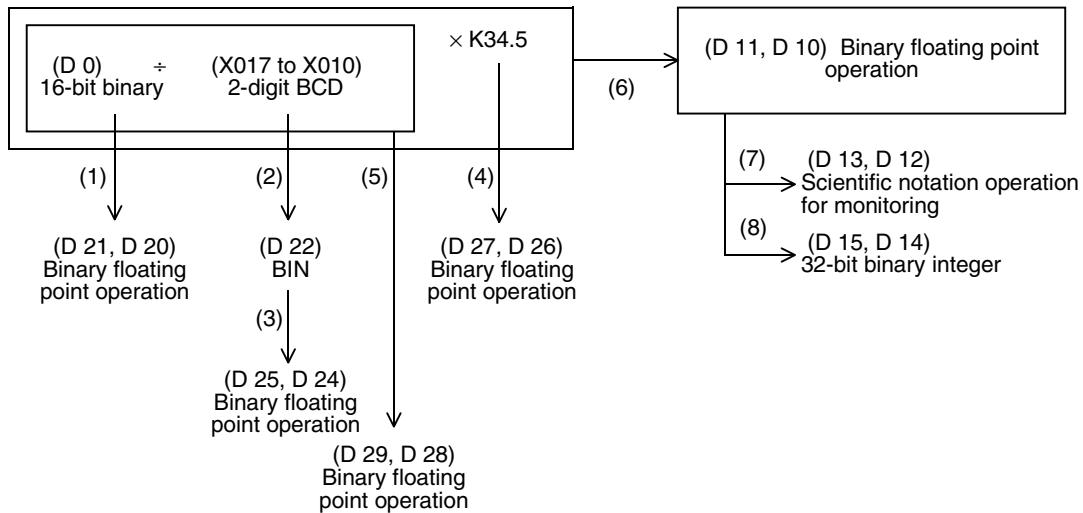 (D 0) ÷ (X017 to X010)
16-bit binary 2-digit BCD
× K34.5
(6)
(D 11, D 10) Binary floating point
operation
(1)
(2)
(5)
(4)
(7)
(D 13, D 12)
Scientific notation operation
for monitoring
(8)
(D 15, D 14)
32-bit binary integer
(D 21, D 20)
Binary floating
point operation
(D 22)
BIN
(D 27, D 26)
Binary floating
point operation
(3)
(D 25, D 24)
Binary floating
point operation
(D 29, D 28)
Binary floating
point operation